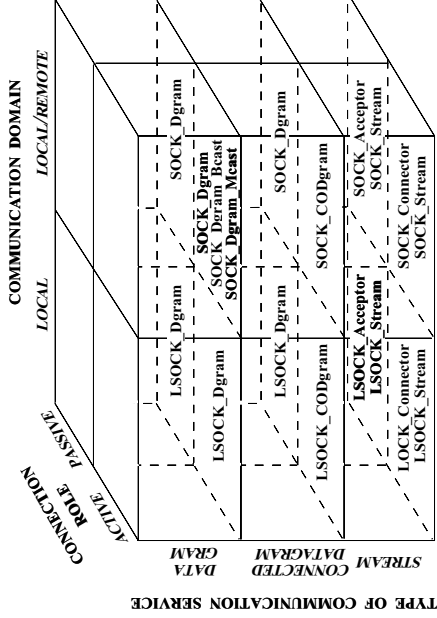 COMMUNICATION DOMAIN
LOCAL
LOCAL/REMOTE
CONNECTION
ROLE
PASSIVE
ACTIVE
TYPE OF COMMUNICATION SERVICE
DATA
GRAM
CONNECTED
DATAGRAM
STREAM
LSOCK_Dgram
SOCK_Dgram
LSOCK_Dgram
SOCK_Dgram
SOCK_Dgram_Bcast
SOCK_Dgram_Mcast
LSOCK_Dgram
SOCK_Dgram
LSOCK_CODgram
SOCK_CODgram
LSOCK_Acceptor
LSOCK_Stream
SOCK_Acceptor
SOCK_Stream
LOCK_Connector
LSOCK_Stream
SOCK_Connector
SOCK_Stream